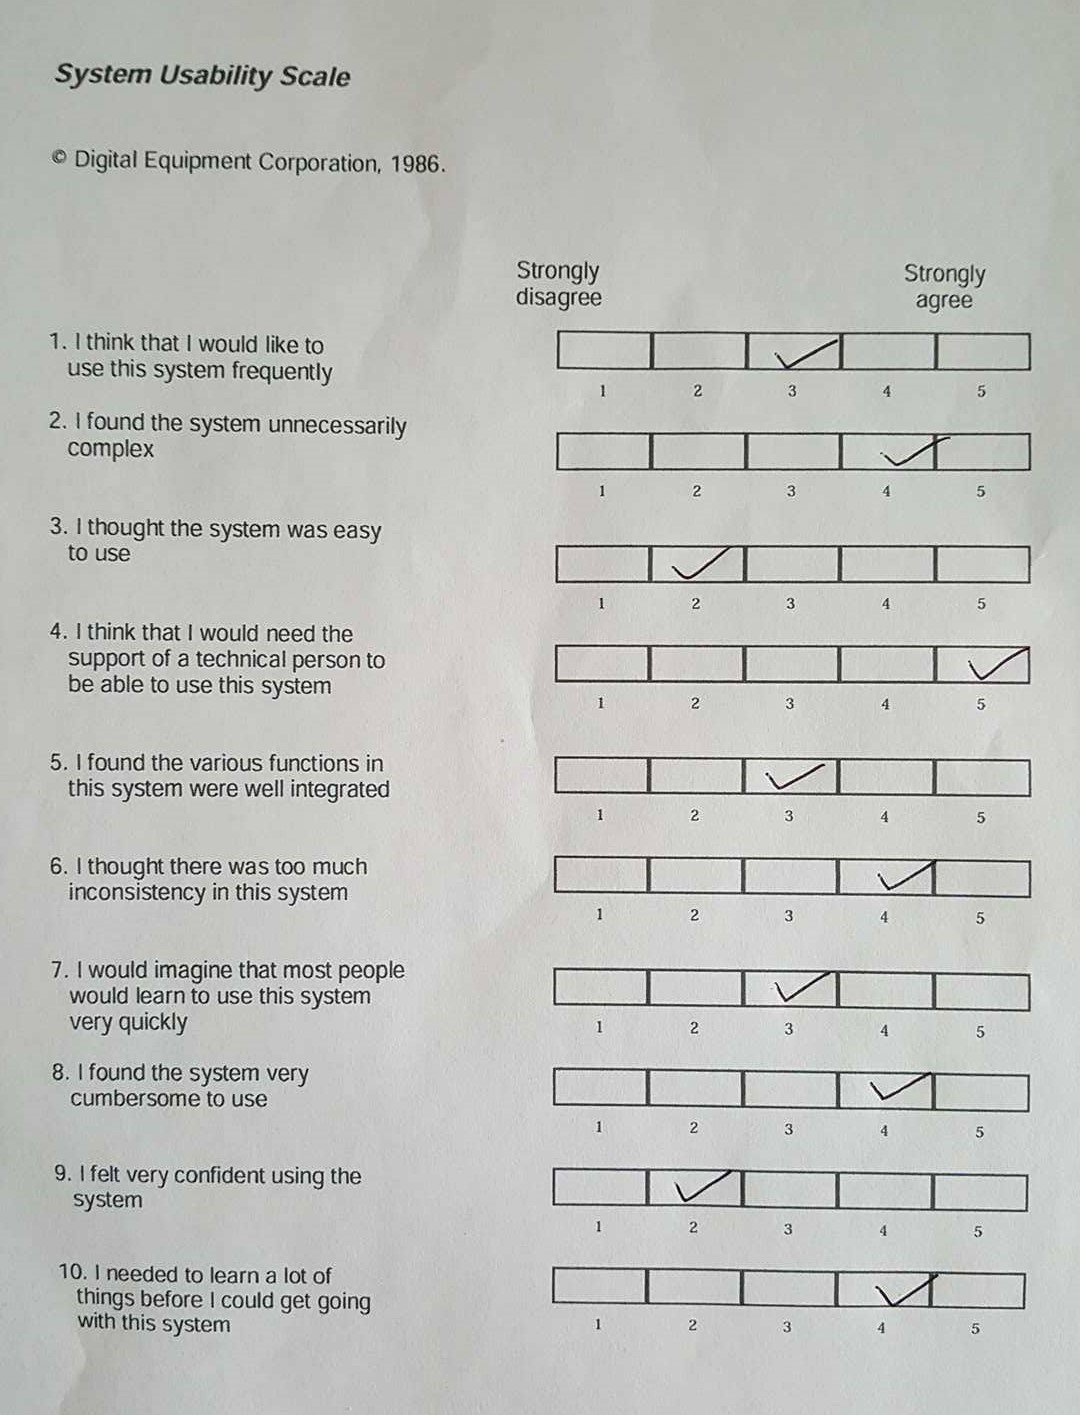 System Usability Scale
© Digital Equipment Corporation, 1986.
Strongly
disagree
Strongly
agree
1. I think that I would like to
use this system frequently
1 2 3 4 5
2. I found the system unnecessarily
complex
1 2 3 4 5
3. I thought the system was easy
to use
1 2 3 4 5
4. I think that I would need the
support of a technical person to
be able to use this system
1 2 3 4 5
5. I found the various functions in
this system were well integrated
1 2 3 4 5
6. I thought there was too much
inconsistency in this system
1 2 3 4 5
7. I would imagine that most people
would learn to use this system
very quickly
1 2 3 4 5
8. I found the system very
cumbersome to use
1 2 3 4 5
9. I felt very confident using the
system
1 2 3 4 5
10. I needed to learn a lot of
things before I could get going
with this system
1 2 3 4 5